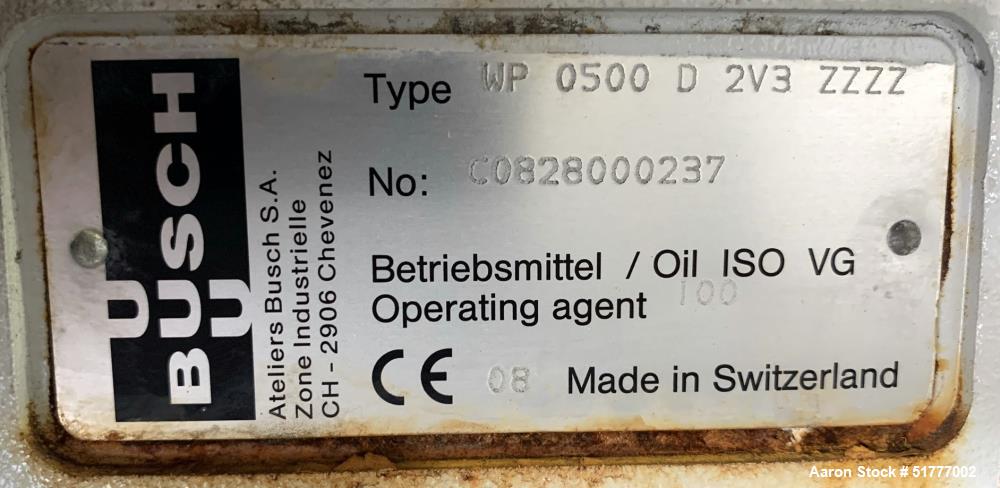 U
BUSCH
U
Ateliers Busch S.A.
Zone Industrielle
CH - 2906 Chevenez
Type WP 0500 D 2V3 ZZZZ
No: C0828000237
Betriebsmittel / Oil ISO VG
Operating agent 100
CE 08 Made in Switzerland
Aaron Stock # 51777002